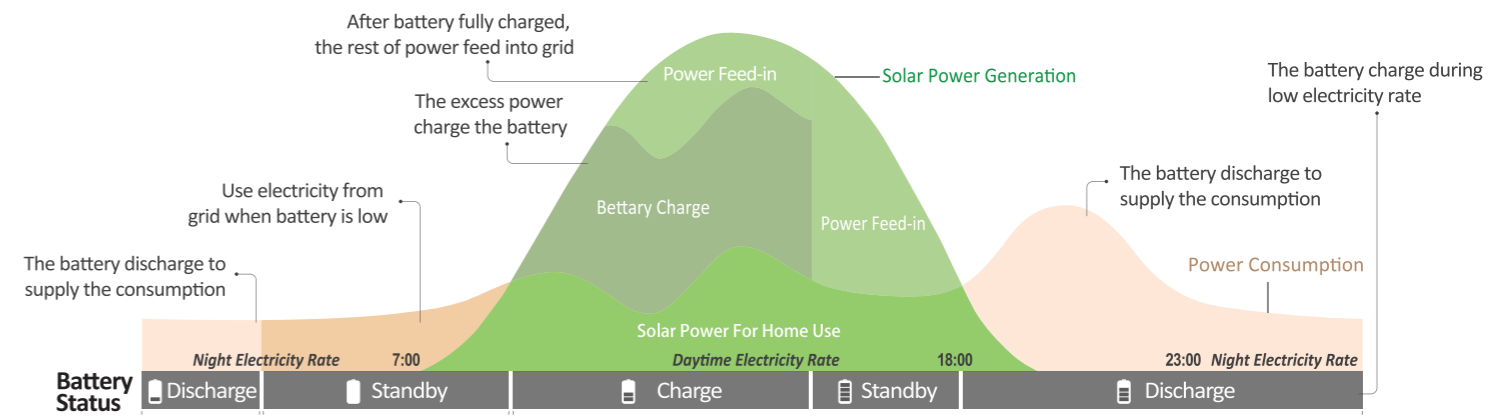 After battery fully charged,
the rest of power feed into grid
Power Feed-in
Solar Power Generation
The battery charge during
low electricity rate
The excess power
charge the battery
The battery discharge to
supply the consumption
Use electricity from
grid when battery is low
Bettary Charge
Power Feed-in
The battery discharge to
supply the consumption
Power Consumption
Solar Power For Home Use
Night Electricity Rate 7:00 Daytime Electricity Rate 18:00 23:00 Night Electricity Rate
Battery
Status
Discharge Standby Charge Standby Discharge